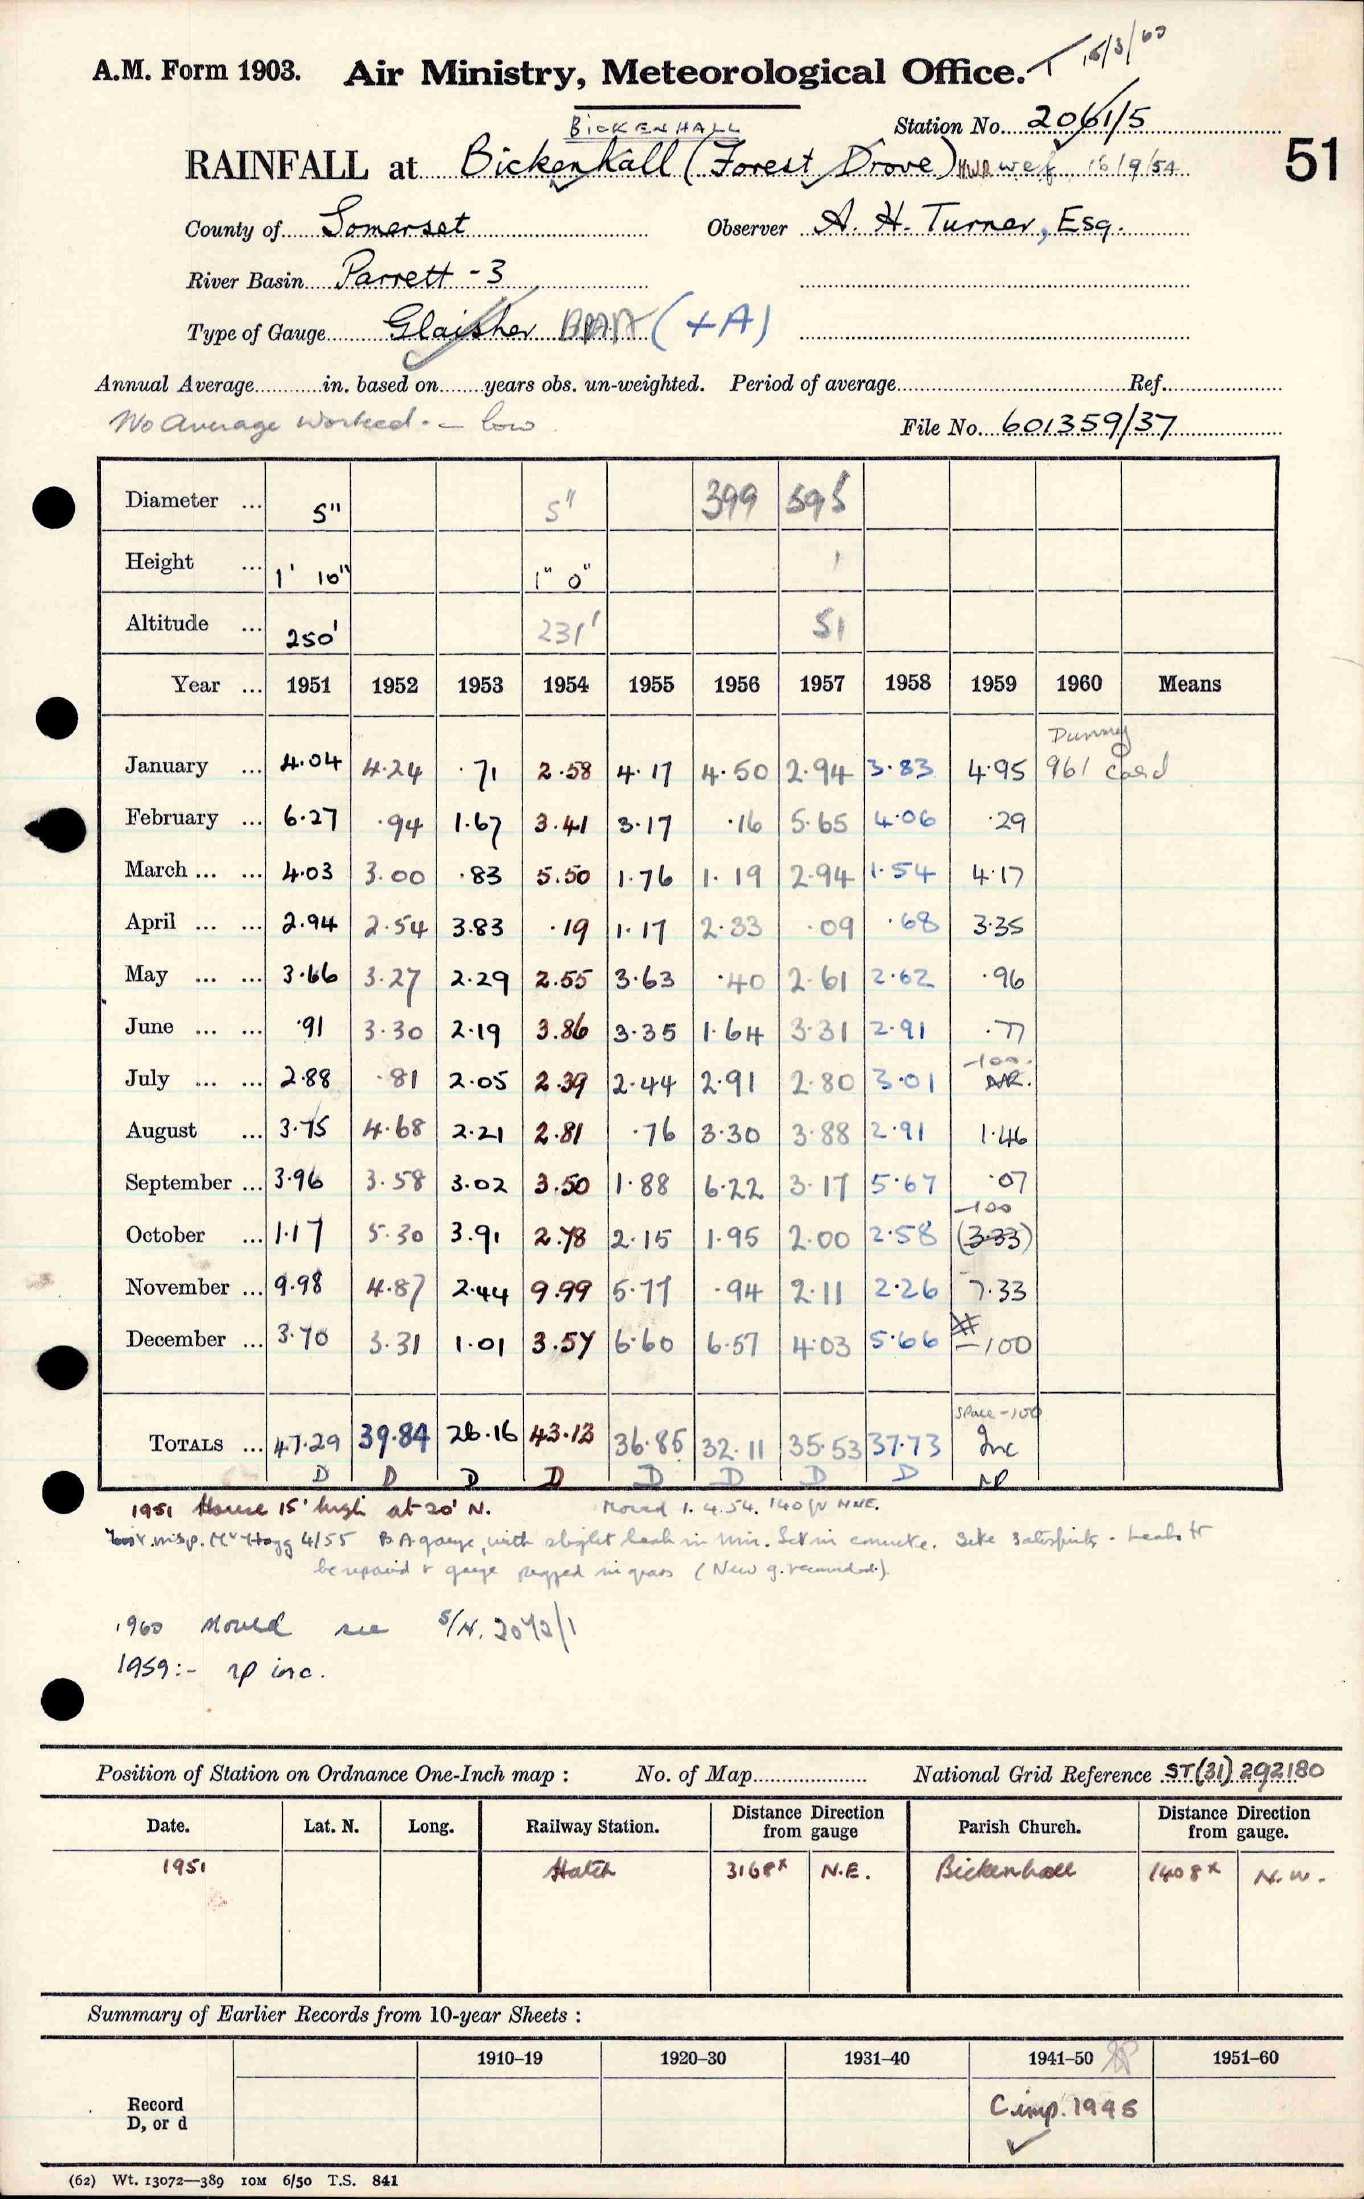 A.M. Form 1903. Air Ministry, Meteorological Office. T 15/3/60
BICKENHALL
Station No. 2061/5
RAINFALL at Bickenhall (Forest Drove) wef 16/9/54
51
County of Somerset Observer A. H. Turner, Esq.
River Basin Parrett - 3
Type of Gauge Glaisher (+A)
Annual Average in. based on years obs. un-weighted. Period of average Ref.
No Average Worked. - low
File No. 601359/37
Diameter ... 5" 5" 399 595
Height ... 1' 10" 1" 0" 1
Altitude ... 250' 231' 51
Year ... 1951 1952 1953 1954 1955 1956 1957 1958 1959 1960 Means
Dummy
January ... 4.04 4.24 .71 2.58 4.17 4.50 2.94 3.83 4.95 961 Card
February ... 6.27 .94 1.67 3.41 3.17 .16 5.65 4.06 .29
March ... ... 4.03 3.00 .83 5.50 1.76 1.19 2.94 1.54 4.17
April ... ... 2.94 2.54 3.83 .19 1.17 2.33 .09 .68 3.35
May ... ... 3.66 3.27 2.29 2.55 3.63 .40 2.61 2.62 .96
June ... ... .91 3.30 2.19 3.86 3.35 1.64 3.31 2.91 .77
-100
July ... ... 2.88 .81 2.05 2.39 2.44 2.91 2.80 3.01 NR.
August ... 3.75 4.68 2.21 2.81 .76 3.30 3.88 2.91 1.46
September ... 3.96 3.58 3.02 3.50 1.88 6.22 3.17 5.67 .07
-100
October ... 1.17 5.30 3.91 2.78 2.15 1.95 2.00 2.58 (3.33)
November ... 9.98 4.87 2.44 9.99 5.77 .94 2.11 2.26 7.33
December ... 3.70 3.31 1.01 3.57 6.60 6.57 4.03 5.66 -100
Space -100
TOTALS ... 47.29 39.84 26.16 43.13 36.85 32.11 35.53 37.73 Inc
D D D D D D D D np
1951 House 15' high at 20' N. Moved 1.4.54. 140 NNE.
insp. Mr Hogg 4/55 BA gauge, with slight leak in Set in concrete. Site satisfactory - Leaks to
be repaired & gauge pegged in grass (New g. recommended).
1960 Moved see S/N. 2072/1
1959:- np inc.
Position of Station on Ordnance One-Inch map : No. of Map National Grid Reference ST(31) 292180
Date. Lat. N. Long. Railway Station. Distance Direction from gauge Parish Church. Distance Direction from gauge.
1951 Hatch 3168x N.E. Bickenhall 1408x N.W.
Summary of Earlier Records from 10-year Sheets :
1910–19 1920–30 1931–40 1941–50 1951–60
Record
D, or d
C.imp. 1945
(62) Wt. 13072—389 10M 6/50 T.S. 841